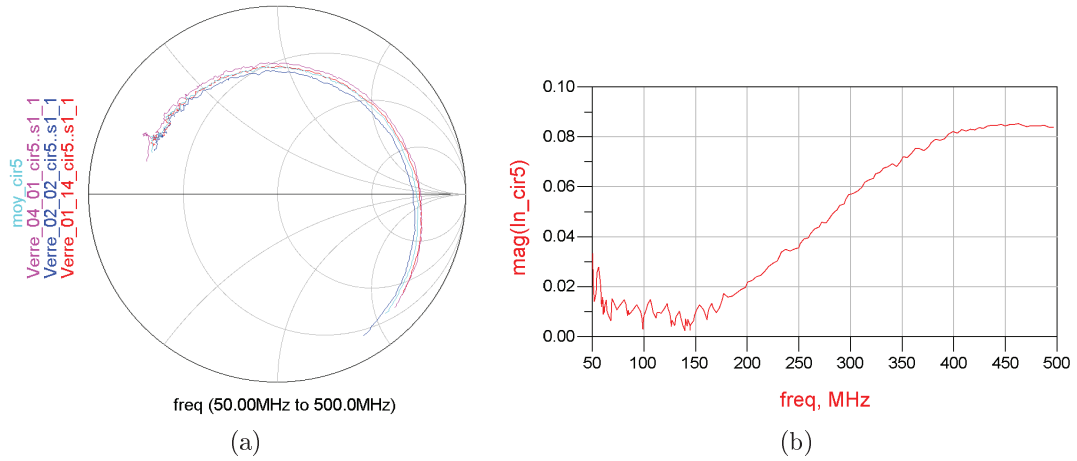 moy_cir5
Verre_04_01_cir5..s1_1
Verre_02_02_cir5..s1_1
Verre_01_14_cir5..s1_1
freq (50.00MHz to 500.0MHz)
(a)
mag(ln_cir5)
0.10
0.08
0.06
0.04
0.02
0.00
50 100 150 200 250 300 350 400 450 500
freq, MHz
(b)